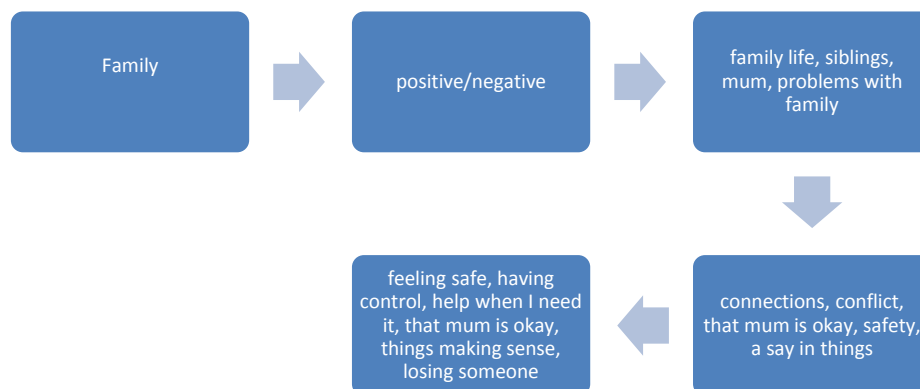 Family
positive/negative
family life, siblings,
mum, problems with
family
connections, conflict,
that mum is okay, safety,
a say in things
feeling safe, having
control, help when I need
it, that mum is okay,
things making sense,
losing someone